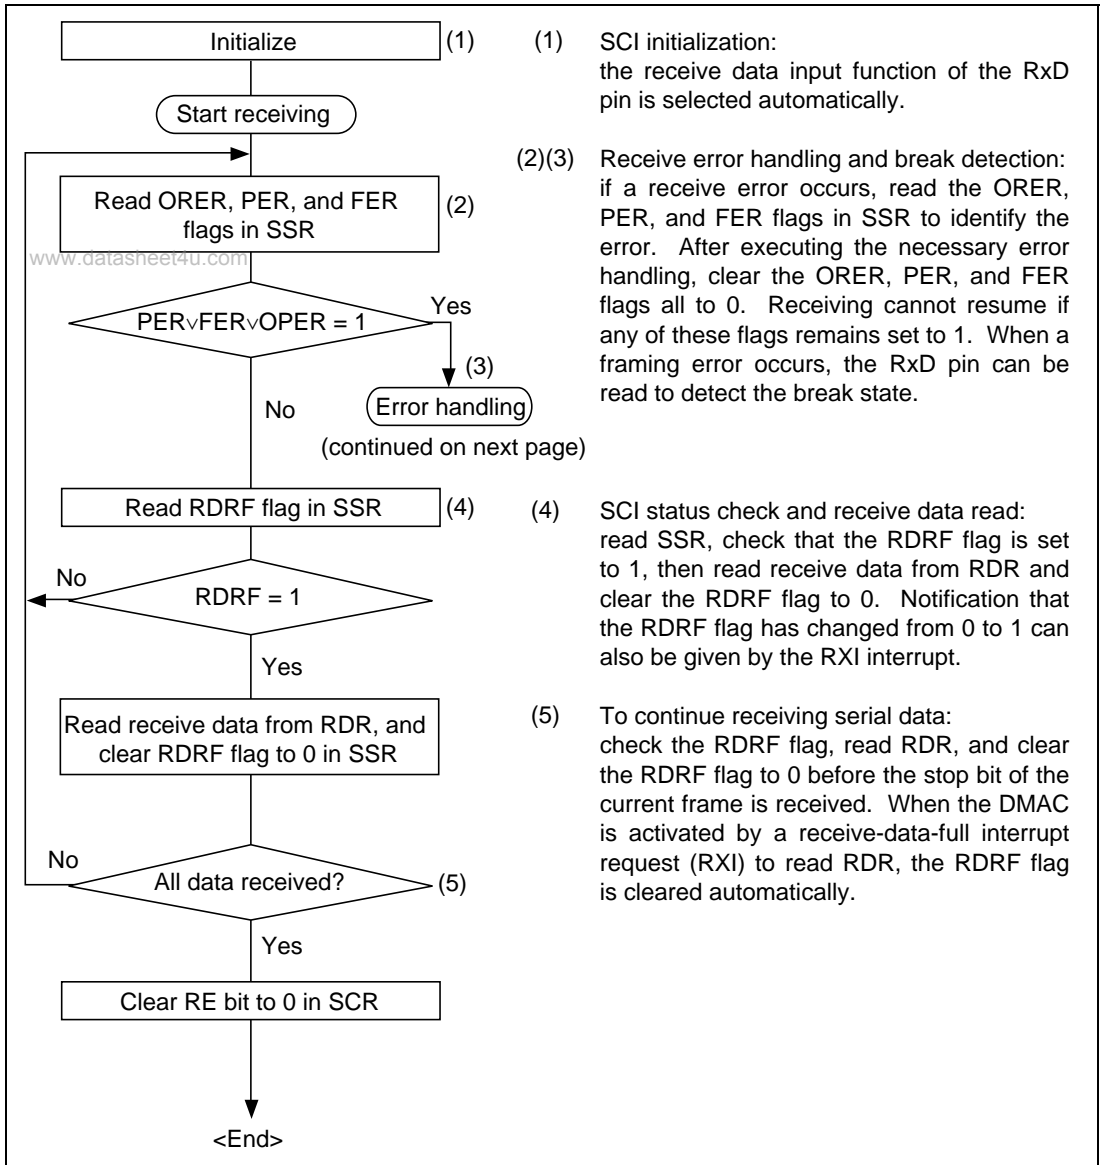 Initialize (1)
Start receiving
Read ORER, PER, and FER
flags in SSR
(2)
www.datasheet4u.com
PER∨FER∨OPER = 1
Yes
(3)
Error handling
(continued on next page)
No
Read RDRF flag in SSR (4)
No
RDRF = 1
Yes
Read receive data from RDR, and
clear RDRF flag to 0 in SSR
No
All data received? (5)
Yes
Clear RE bit to 0 in SCR
<End>
(1) SCI initialization:
the receive data input function of the RxD
pin is selected automatically.
(2)(3) Receive error handling and break detection:
if a receive error occurs, read the ORER,
PER, and FER flags in SSR to identify the
error. After executing the necessary error
handling, clear the ORER, PER, and FER
flags all to 0. Receiving cannot resume if
any of these flags remains set to 1. When a
framing error occurs, the RxD pin can be
read to detect the break state.
(4) SCI status check and receive data read:
read SSR, check that the RDRF flag is set
to 1, then read receive data from RDR and
clear the RDRF flag to 0. Notification that
the RDRF flag has changed from 0 to 1 can
also be given by the RXI interrupt.
(5) To continue receiving serial data:
check the RDRF flag, read RDR, and clear
the RDRF flag to 0 before the stop bit of the
current frame is received. When the DMAC
is activated by a receive-data-full interrupt
request (RXI) to read RDR, the RDRF flag
is cleared automatically.